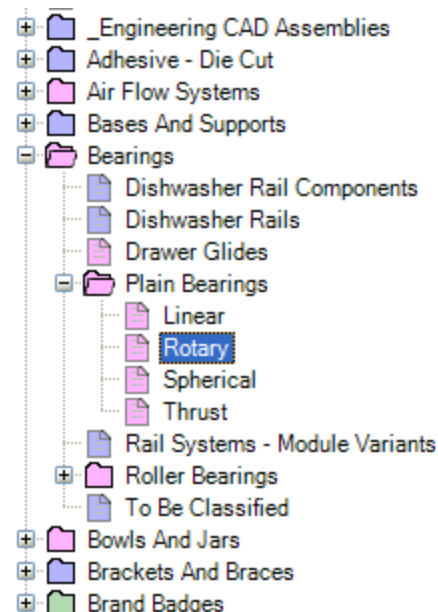 _Engineering CAD Assemblies
Adhesive - Die Cut
Air Flow Systems
Bases And Supports
Bearings
Dishwasher Rail Components
Dishwasher Rails
Drawer Glides
Plain Bearings
Linear
Rotary
Spherical
Thrust
Rail Systems - Module Variants
Roller Bearings
To Be Classified
Bowls And Jars
Brackets And Braces
Brand Badges